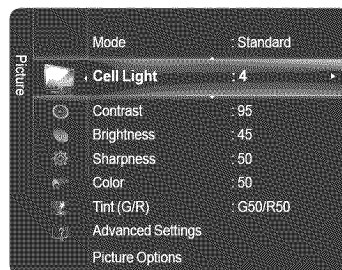 Picture
Mode : Standard
Cell Light : 4
Contrast : 95
Brightness : 45
Sharpness : 50
Color : 50
Tint (G/R) : G50/R50
Advanced Settings
Picture Options